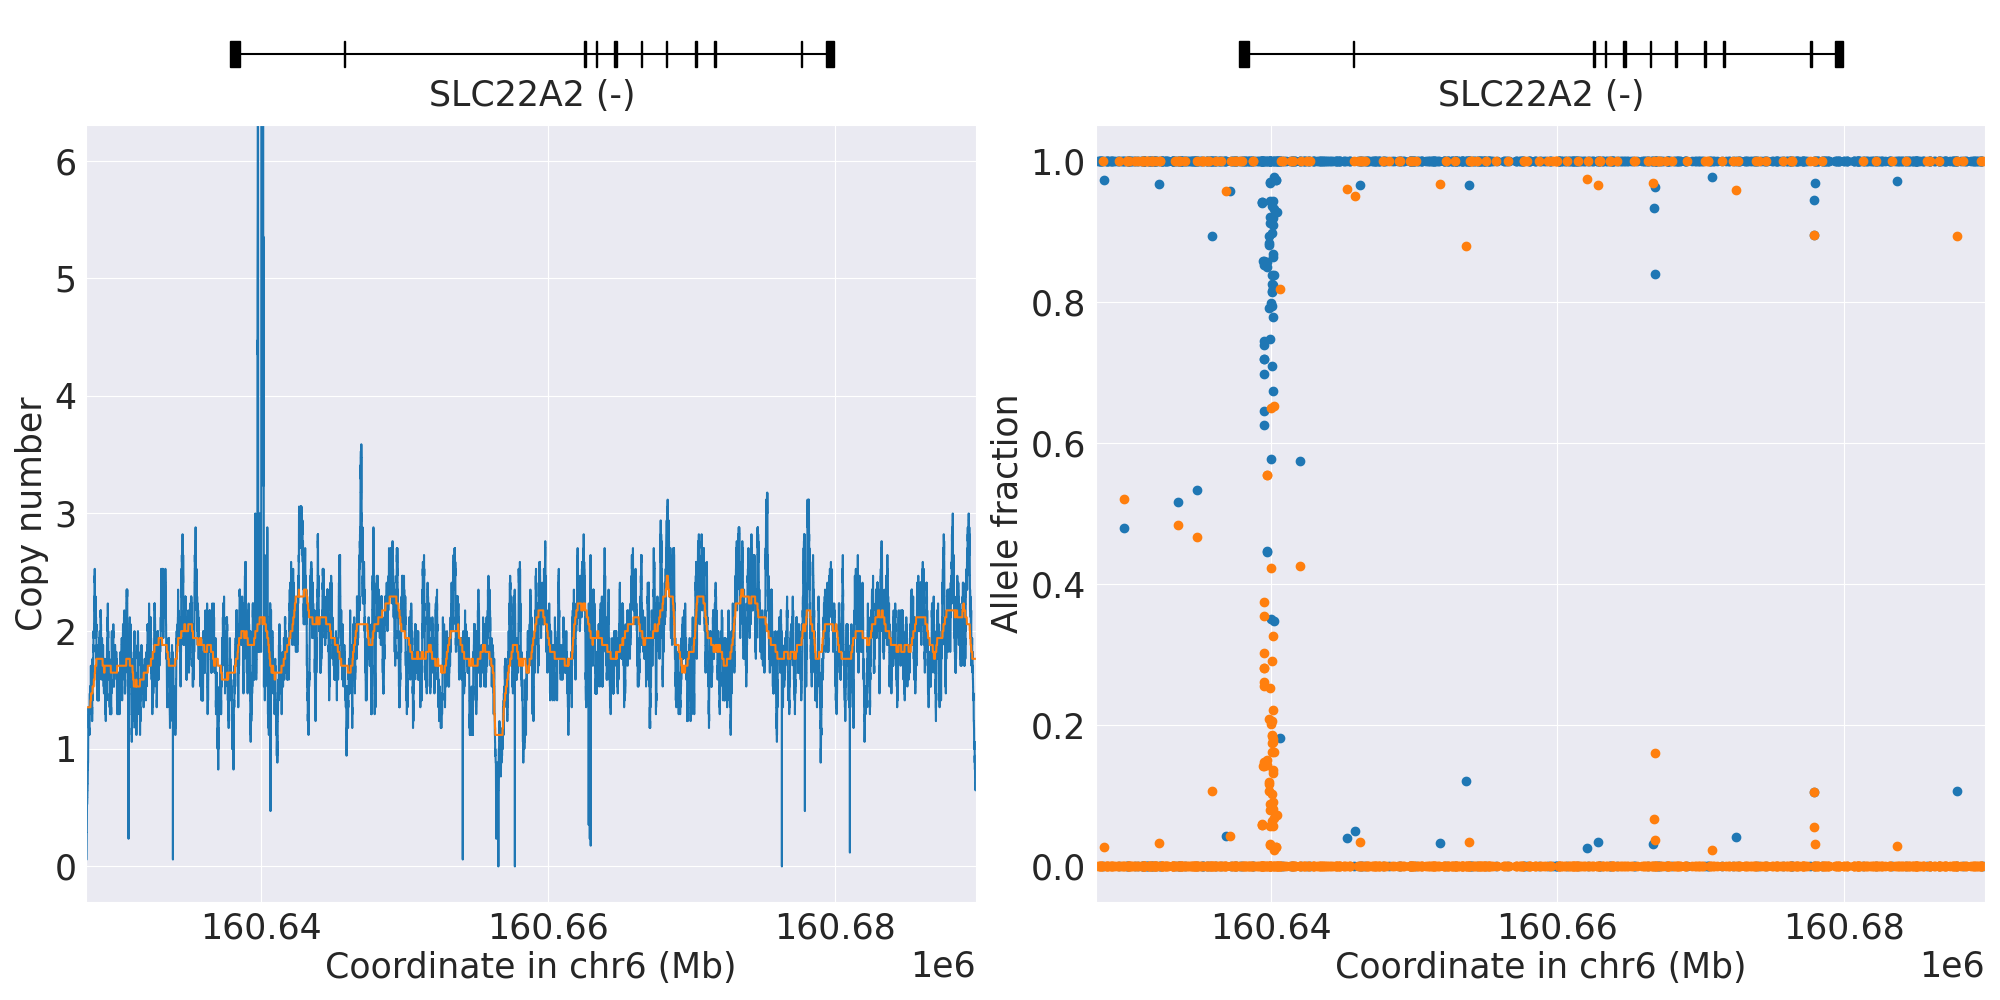 SLC22A2 (-)
6
5
4
3
2
1
0
Copy number
160.64 160.66 160.68
Coordinate in chr6 (Mb) 1e6
SLC22A2 (-)
1.0
0.8
0.6
0.4
0.2
0.0
Allele fraction
160.64 160.66 160.68
Coordinate in chr6 (Mb) 1e6